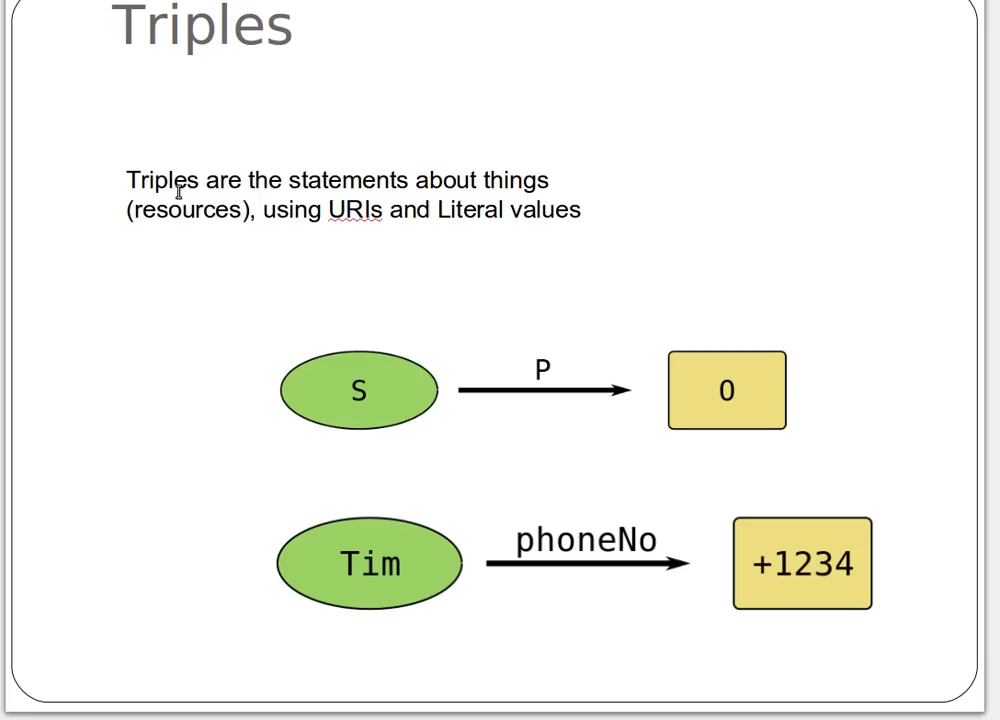 Triples
Triples are the statements about things
(resources), using URIs and Literal values
S
P
O
Tim
phoneNo
+1234